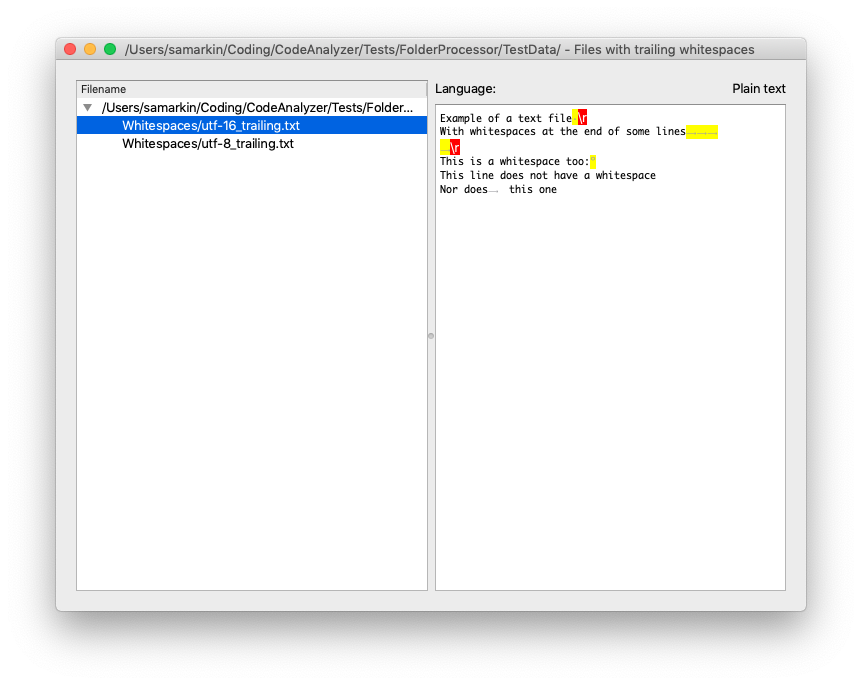 /Users/samarkin/Coding/CodeAnalyzer/Tests/FolderProcessor/TestData/ - Files with trailing whitespaces
Filename
/Users/samarkin/Coding/CodeAnalyzer/Tests/Folder...
Whitespaces/utf-16_trailing.txt
Whitespaces/utf-8_trailing.txt
Language:
Plain text
Example of a text file·\r
With whitespaces at the end of some lines
\r
This is a whitespace too:°
This line does not have a whitespace
Nor does→ this one